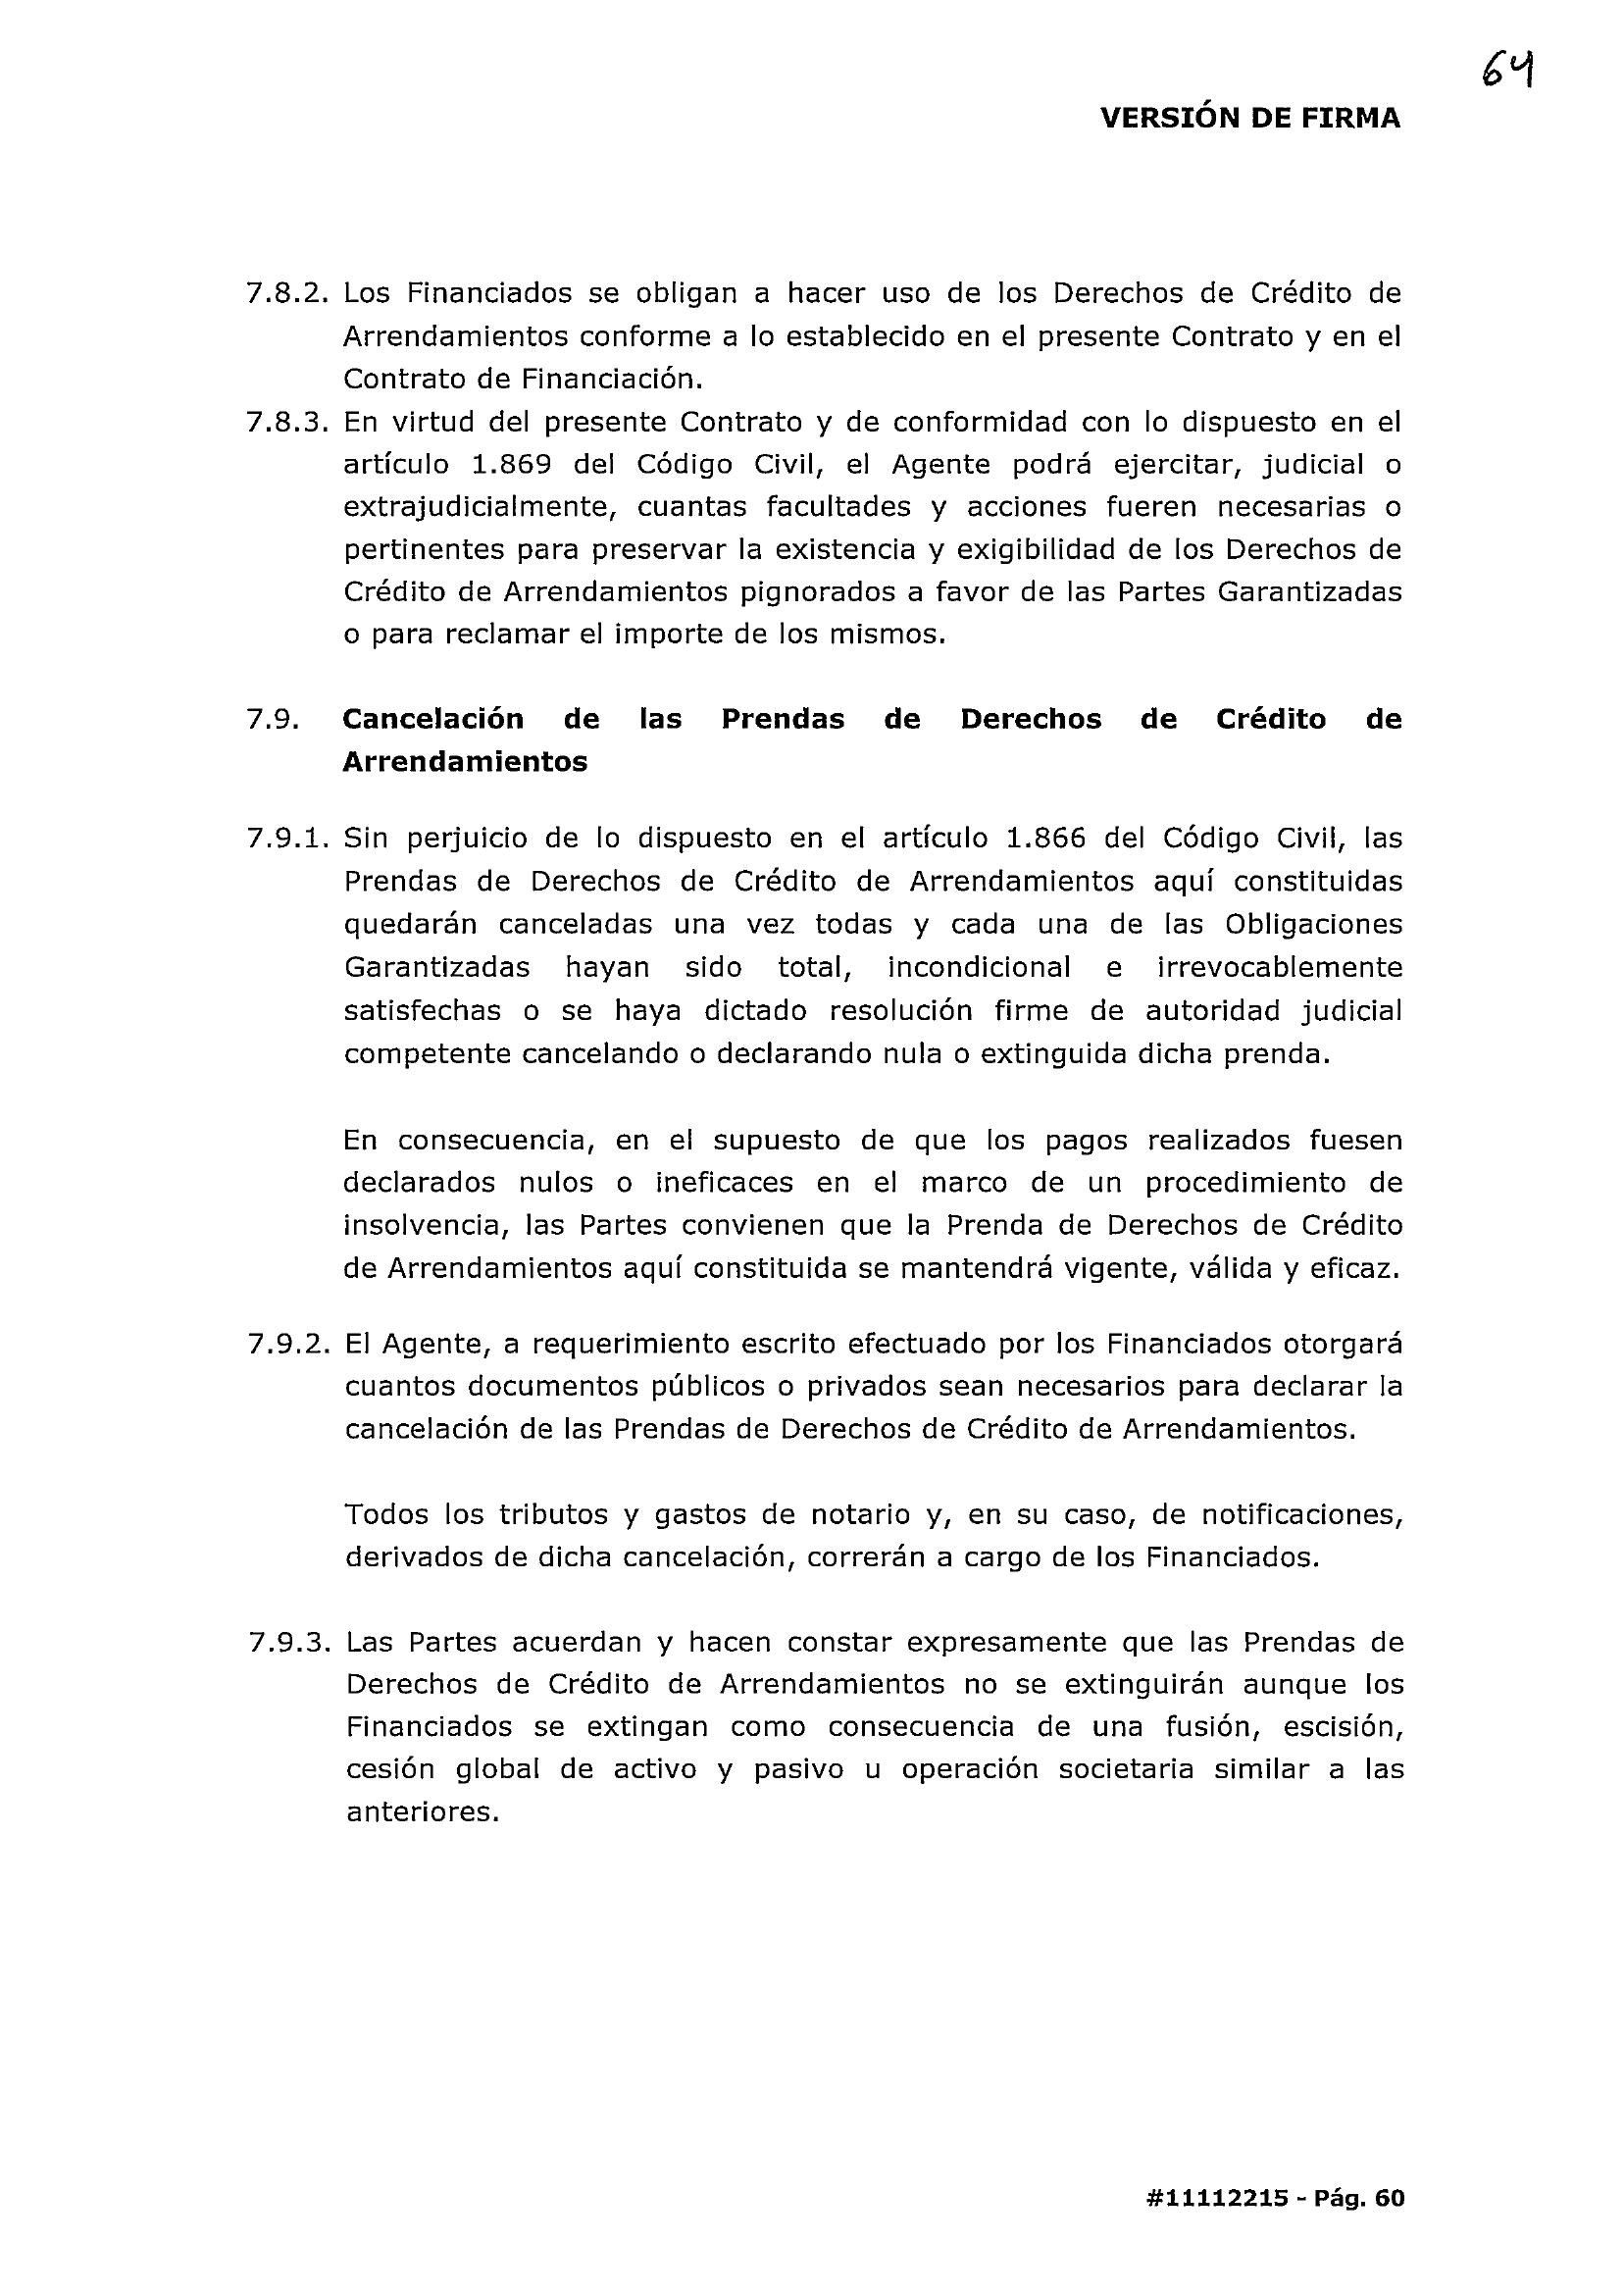 64
VERSIÓN DE FIRMA
7.8.2. Los Financiados se obligan a hacer uso de los Derechos de Crédito de
Arrendamientos conforme a lo establecido en el presente Contrato y en el
Contrato de Financiación.
7.8.3. En virtud del presente Contrato y de conformidad con lo dispuesto en el
artículo 1.869 del Código Civil, el Agente podrá ejercitar, judicial o
extrajudicialmente, cuantas facultades y acciones fueren necesarias o
pertinentes para preservar la existencia y exigibilidad de los Derechos de
Crédito de Arrendamientos pignorados a favor de las Partes Garantizadas
o para reclamar el importe de los mismos.
7.9. Cancelación de las Prendas de Derechos de Crédito de
Arrendamientos
7.9.1. Sin perjuicio de lo dispuesto en el artículo 1.866 del Código Civil, las
Prendas de Derechos de Crédito de Arrendamientos aquí constituidas
quedarán canceladas una vez todas y cada una de las Obligaciones
Garantizadas hayan sido total, incondicional e irrevocablemente
satisfechas o se haya dictado resolución firme de autoridad judicial
competente cancelando o declarando nula o extinguida dicha prenda.
En consecuencia, en el supuesto de que los pagos realizados fuesen
declarados nulos o ineficaces en el marco de un procedimiento de
insolvencia, las Partes convienen que la Prenda de Derechos de Crédito
de Arrendamientos aquí constituida se mantendrá vigente, válida y eficaz.
7.9.2. El Agente, a requerimiento escrito efectuado por los Financiados otorgará
cuantos documentos públicos o privados sean necesarios para declarar la
cancelación de las Prendas de Derechos de Crédito de Arrendamientos.
Todos los tributos y gastos de notario y, en su caso, de notificaciones,
derivados de dicha cancelación, correrán a cargo de los Financiados.
7.9.3. Las Partes acuerdan y hacen constar expresamente que las Prendas de
Derechos de Crédito de Arrendamientos no se extinguirán aunque los
Financiados se extingan como consecuencia de una fusión, escisión,
cesión global de activo y pasivo u operación societaria similar a las
anteriores.
#11112215 - Pág. 60